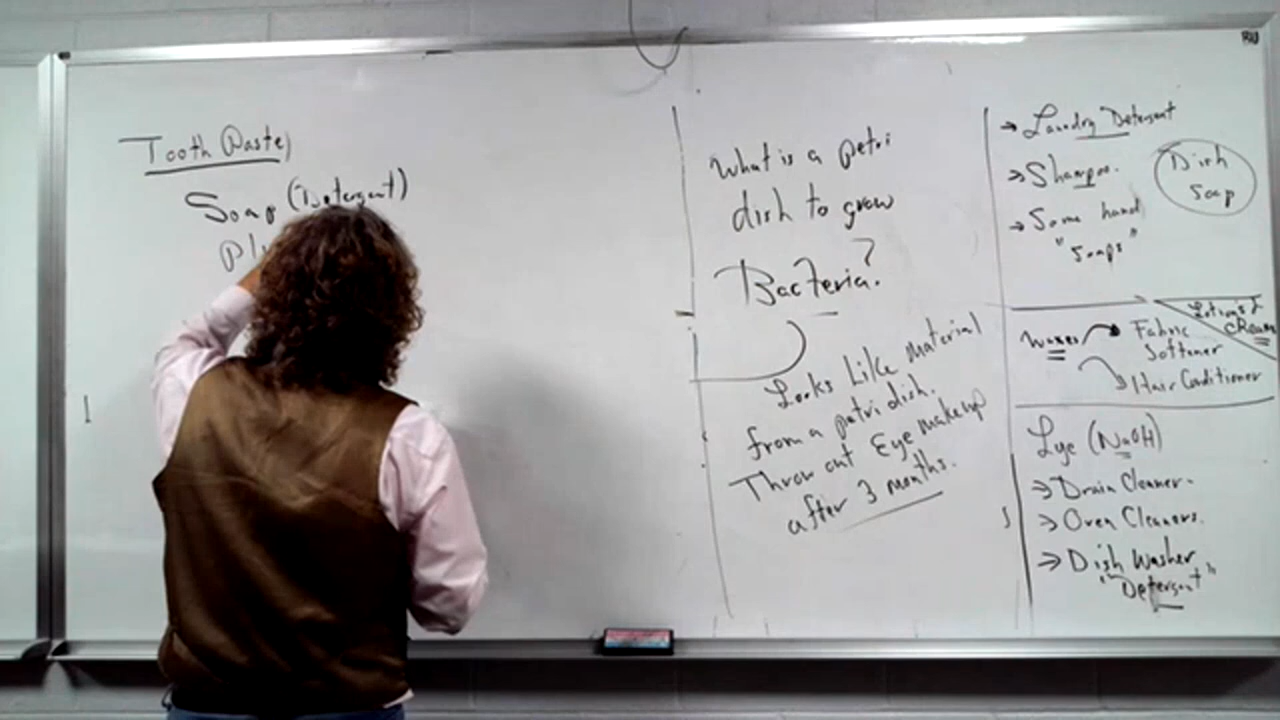 Tooth Paste
Soap (Detergent)
Pl
What is a petri
dish to grow
Bacteria?
Looks Like material
from a petri dish.
Throw out Eye makeup
after 3 months.
→ Laundry Detergent
→ Shampoo.
→ Some hand
"soaps"
Dish
Soap
Lotions &
Cream
Waxes → Fabric
Softener
→ Hair Conditioner
Lye (NaOH)
→ Drain Cleaner.
→ Oven Cleaners.
→ Dish Washer
"Detergent"